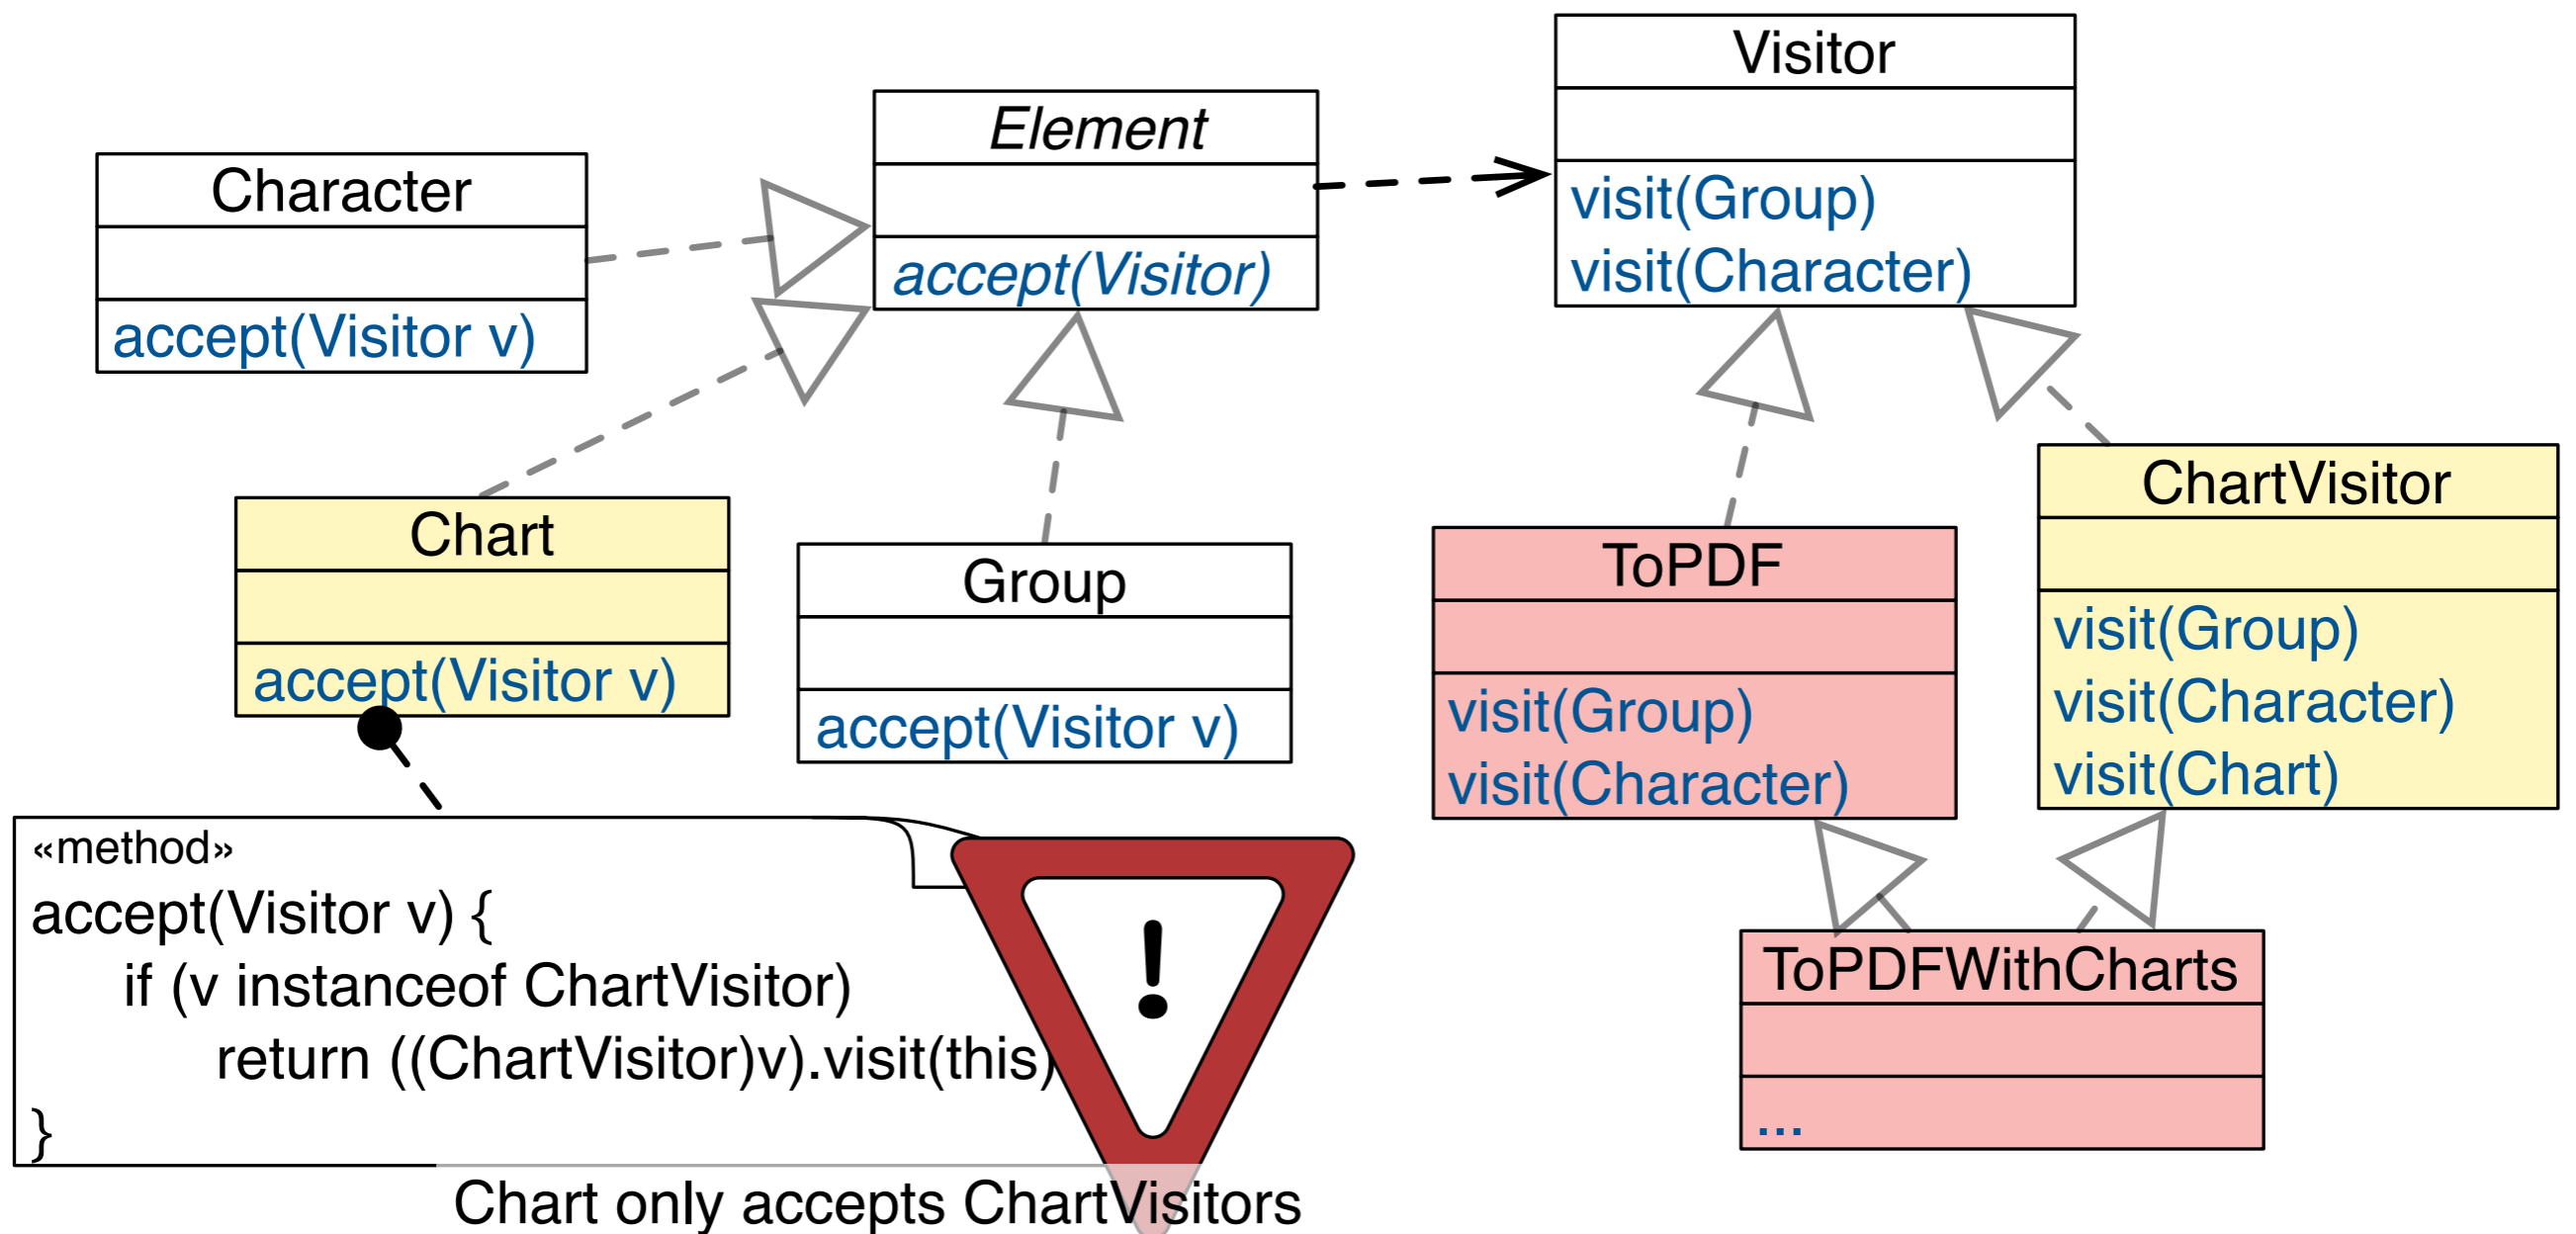 Visitor
visit(Group)
visit(Character)
Element
accept(Visitor)
Character
accept(Visitor v)
Chart
accept(Visitor v)
Group
accept(Visitor v)
ToPDF
visit(Group)
visit(Character)
ChartVisitor
visit(Group)
visit(Character)
visit(Chart)
ToPDFWithCharts
...
«method»
accept(Visitor v) {
if (v instanceof ChartVisitor)
return ((ChartVisitor)v).visit(this)
}
!
Chart only accepts ChartVisitors